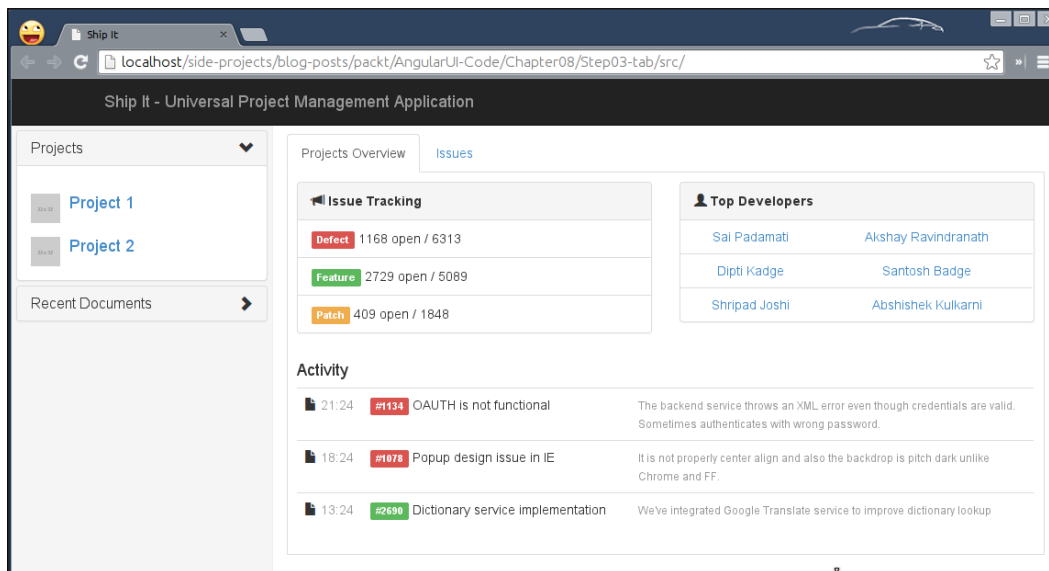 Ship It
localhost/side-projects/blog-posts/packt/AngularUI-Code/Chapter08/Step03-tab/src/
Ship It - Universal Project Management Application
Projects
Project 1
Project 2
Recent Documents
Projects Overview Issues
Issue Tracking
Defect 1168 open / 6313
Feature 2729 open / 5089
Patch 409 open / 1848
Top Developers
Sai Padamati Akshay Ravindranath
Dipti Kadge Santosh Badge
Shripad Joshi Abshishek Kulkarni
Activity
21:24 #1134 OAUTH is not functional
The backend service throws an XML error even though credentials are valid.
Sometimes authenticates with wrong password.
18:24 #1078 Popup design issue in IE
It is not properly center align and also the backdrop is pitch dark unlike
Chrome and FF.
13:24 #2690 Dictionary service implementation
We've integrated Google Translate service to improve dictionary lookup